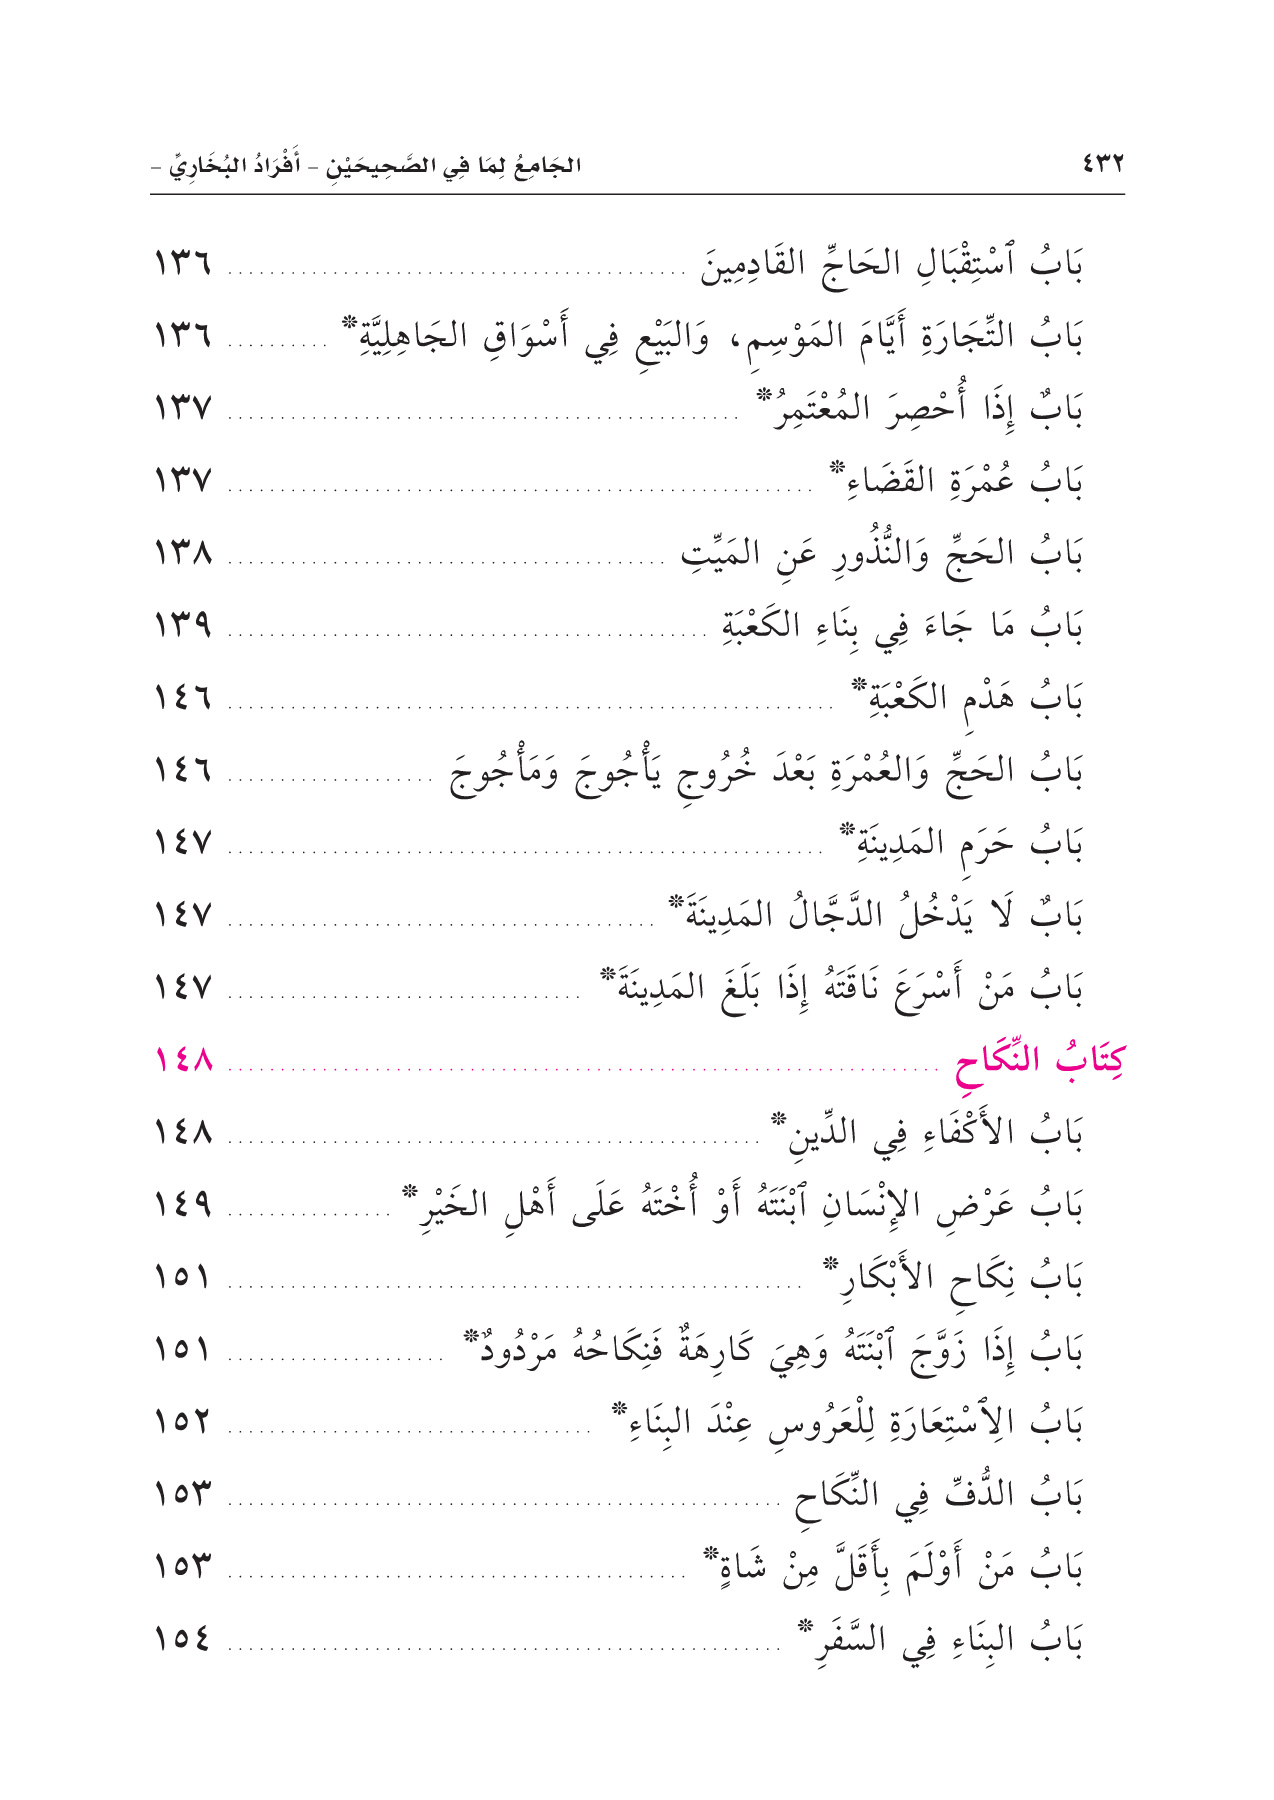 ٤٣٢ الجَامِعُ لِمَا فِي الصَّحِيحَيْنِ – أَفْرَادُ البُخَارِيِّ –
بَابُ ٱسْتِقْبَالِ الحَاجِّ القَادِمِينَ ........ ١٣٦
بَابُ التِّجَارَةِ أَيَّامَ المَوْسِمِ، وَالبَيْعِ فِي أَسْوَاقِ الجَاهِلِيَّةِ* ........ ١٣٦
بَابٌ إِذَا أُحْصِرَ المُعْتَمِرُ* ........ ١٣٧
بَابُ عُمْرَةِ القَضَاءِ* ........ ١٣٧
بَابُ الحَجِّ وَالنُّذُورِ عَنِ المَيِّتِ ........ ١٣٨
بَابُ مَا جَاءَ فِي بِنَاءِ الكَعْبَةِ ........ ١٣٩
بَابُ هَدْمِ الكَعْبَةِ* ........ ١٤٦
بَابُ الحَجِّ وَالعُمْرَةِ بَعْدَ خُرُوجِ يَأْجُوجَ وَمَأْجُوجَ ........ ١٤٦
بَابُ حَرَمِ المَدِينَةِ* ........ ١٤٧
بَابٌ لَا يَدْخُلُ الدَّجَّالُ المَدِينَةَ* ........ ١٤٧
بَابُ مَنْ أَسْرَعَ نَاقَتَهُ إِذَا بَلَغَ المَدِينَةَ* ........ ١٤٧
كِتَابُ النِّكَاحِ ........ ١٤٨
بَابُ الأَكْفَاءِ فِي الدِّينِ* ........ ١٤٨
بَابُ عَرْضِ الإِنْسَانِ ٱبْنَتَهُ أَوْ أُخْتَهُ عَلَى أَهْلِ الخَيْرِ* ........ ١٤٩
بَابُ نِكَاحِ الأَبْكَارِ* ........ ١٥١
بَابُ إِذَا زَوَّجَ ٱبْنَتَهُ وَهِيَ كَارِهَةٌ فَنِكَاحُهُ مَرْدُودٌ* ........ ١٥١
بَابُ الِٱسْتِعَارَةِ لِلْعَرُوسِ عِنْدَ البِنَاءِ* ........ ١٥٢
بَابُ الدُّفِّ فِي النِّكَاحِ ........ ١٥٣
بَابُ مَنْ أَوْلَمَ بِأَقَلَّ مِنْ شَاةٍ* ........ ١٥٣
بَابُ البِنَاءِ فِي السَّفَرِ* ........ ١٥٤